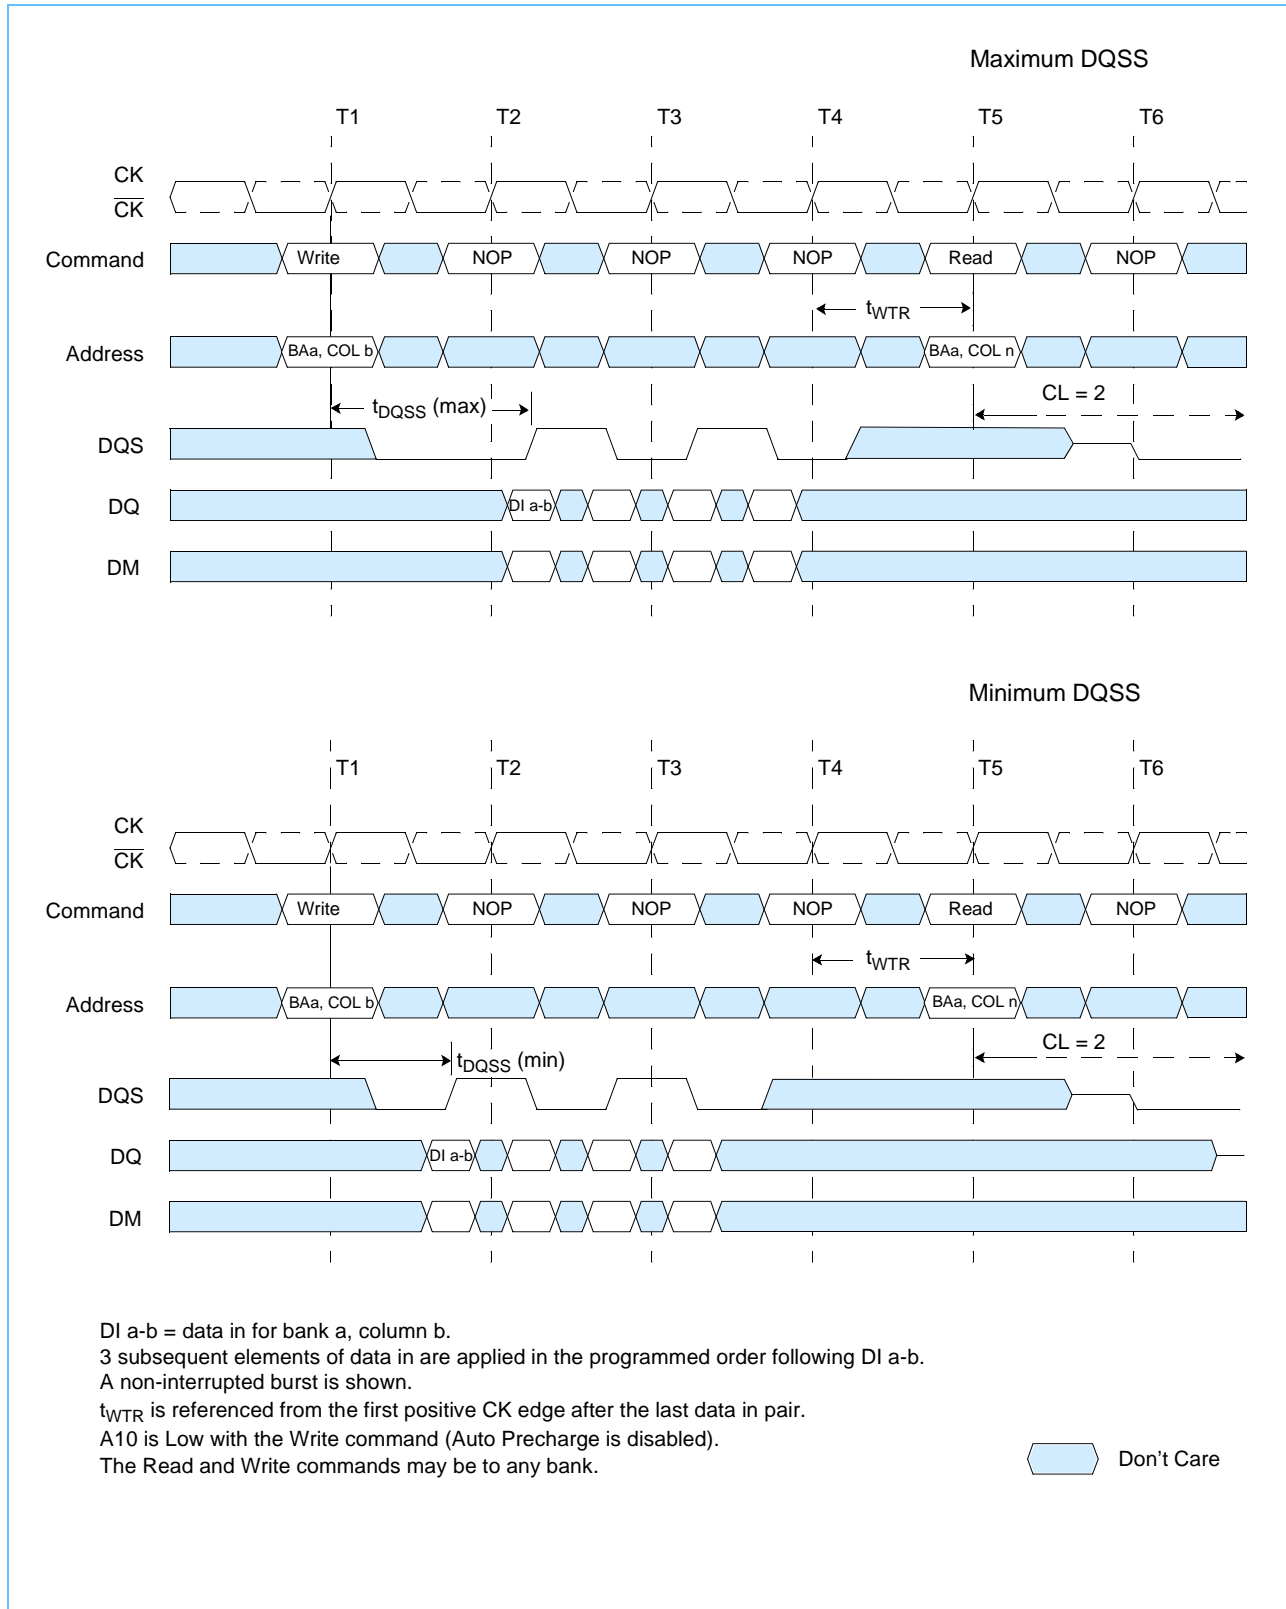 Maximum DQSS
T1 T2 T3 T4 T5 T6
CK
CK
Command Write NOP NOP NOP Read NOP
tWTR
Address BAa, COL b BAa, COL n
tDQSS (max) CL = 2
DQS
DQ DI a-b
DM
Minimum DQSS
T1 T2 T3 T4 T5 T6
CK
CK
Command Write NOP NOP NOP Read NOP
tWTR
Address BAa, COL b BAa, COL n
tDQSS (min) CL = 2
DQS
DQ DI a-b
DM
DI a-b = data in for bank a, column b.
3 subsequent elements of data in are applied in the programmed order following DI a-b.
A non-interrupted burst is shown.
tWTR is referenced from the first positive CK edge after the last data in pair.
A10 is Low with the Write command (Auto Precharge is disabled).
The Read and Write commands may be to any bank.
Don't Care